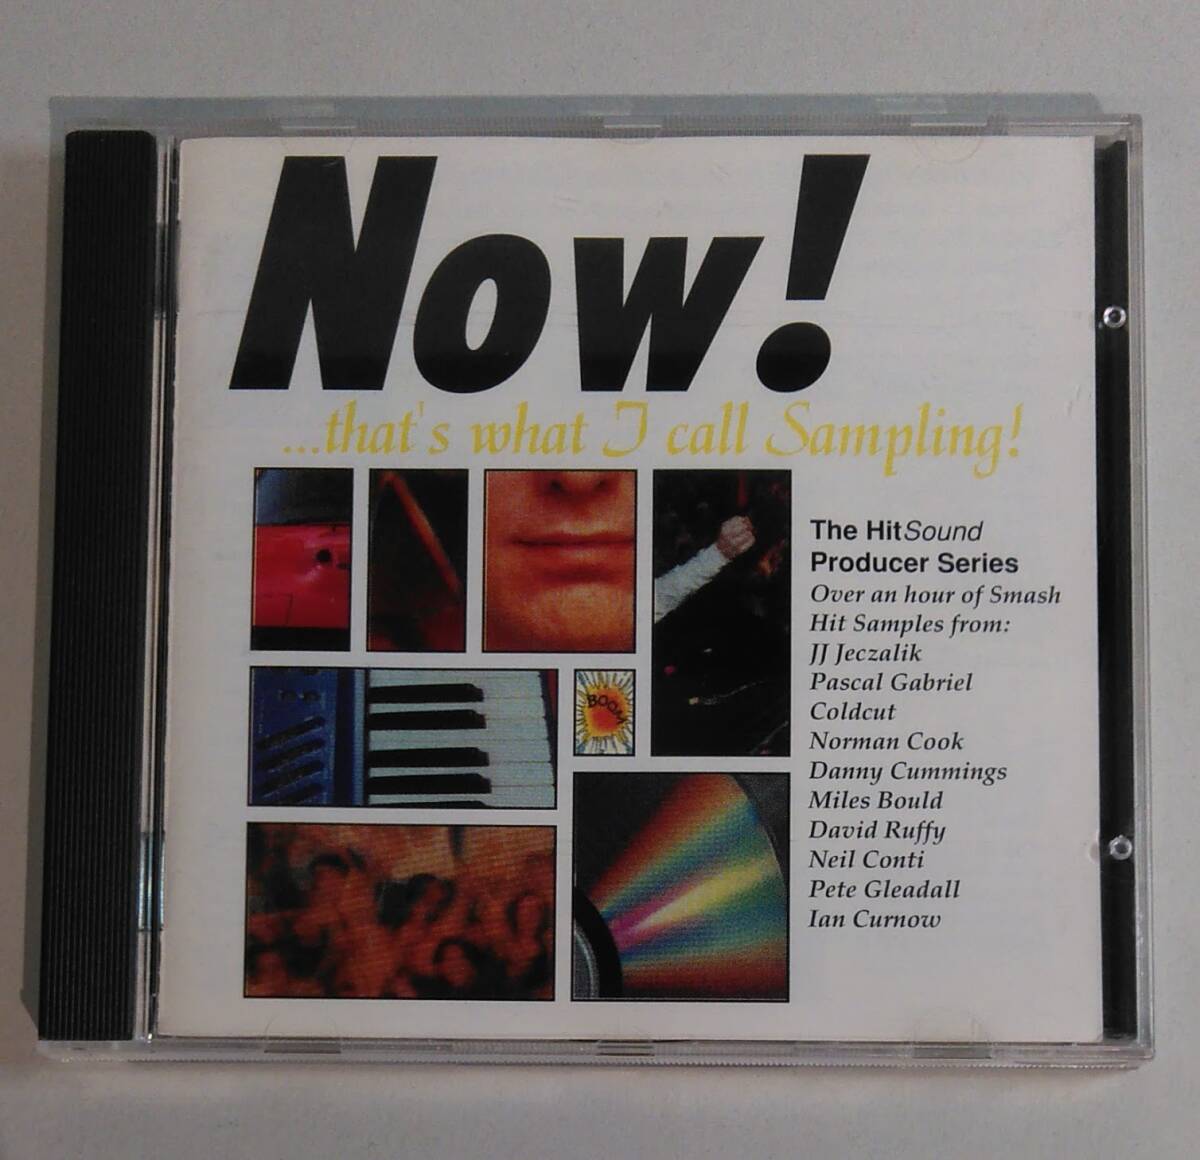 Now!
...that's what I call Sampling!
The HitSound
Producer Series
Over an hour of Smash
Hit Samples from:
JJ Jeczalik
Pascal Gabriel
Coldcut
Norman Cook
Danny Cummings
Miles Bould
David Ruffy
Neil Conti
Pete Gleadall
Ian Curnow
BOOM